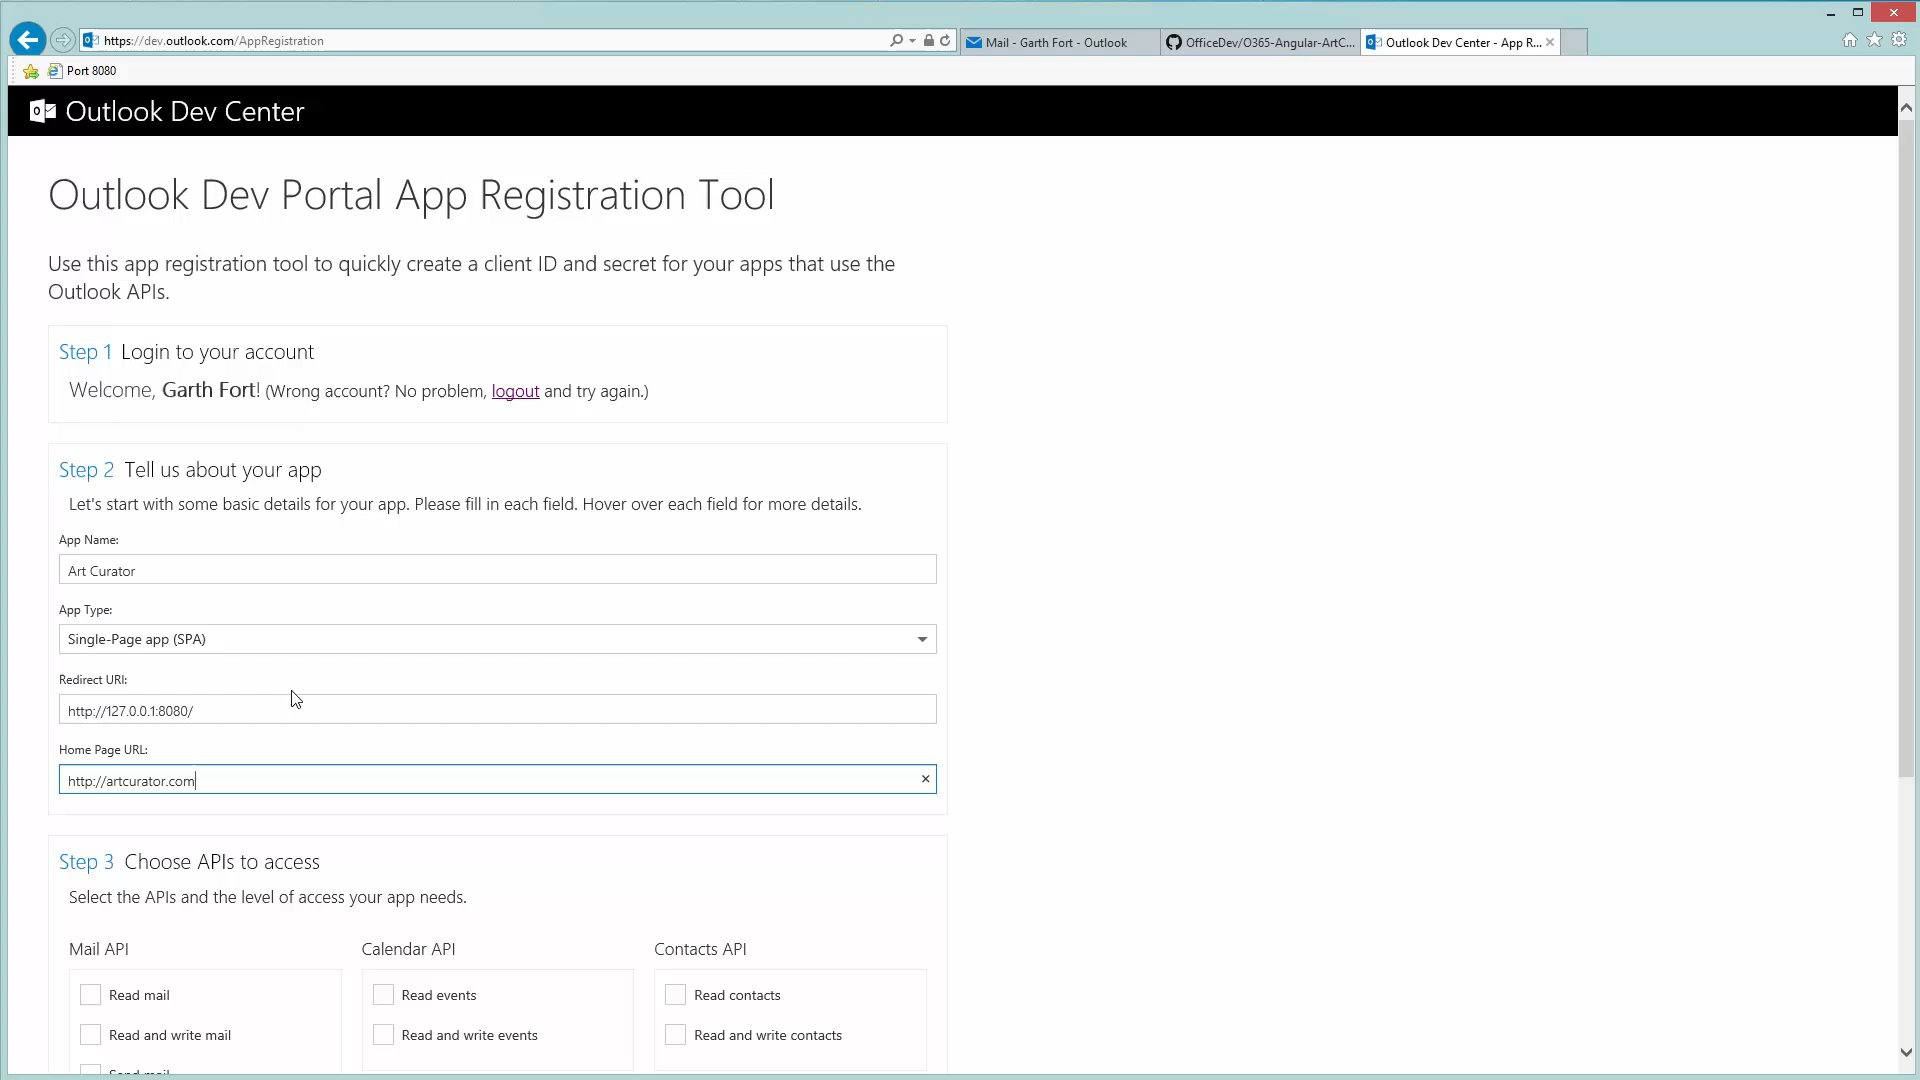 https://dev.outlook.com/AppRegistration
Mail - Garth Fort - Outlook
OfficeDev/O365-Angular-ArtC...
Outlook Dev Center - App R...
Port 8080
Outlook Dev Center
Outlook Dev Portal App Registration Tool
Use this app registration tool to quickly create a client ID and secret for your apps that use the
Outlook APIs.
Step 1 Login to your account
Welcome, Garth Fort! (Wrong account? No problem, logout and try again.)
Step 2 Tell us about your app
Let's start with some basic details for your app. Please fill in each field. Hover over each field for more details.
App Name:
Art Curator
App Type:
Single-Page app (SPA)
Redirect URI:
http://127.0.0.1:8080/
Home Page URL:
http://artcurator.com
Step 3 Choose APIs to access
Select the APIs and the level of access your app needs.
Mail API
Calendar API
Contacts API
Read mail
Read events
Read contacts
Read and write mail
Read and write events
Read and write contacts
Send mail